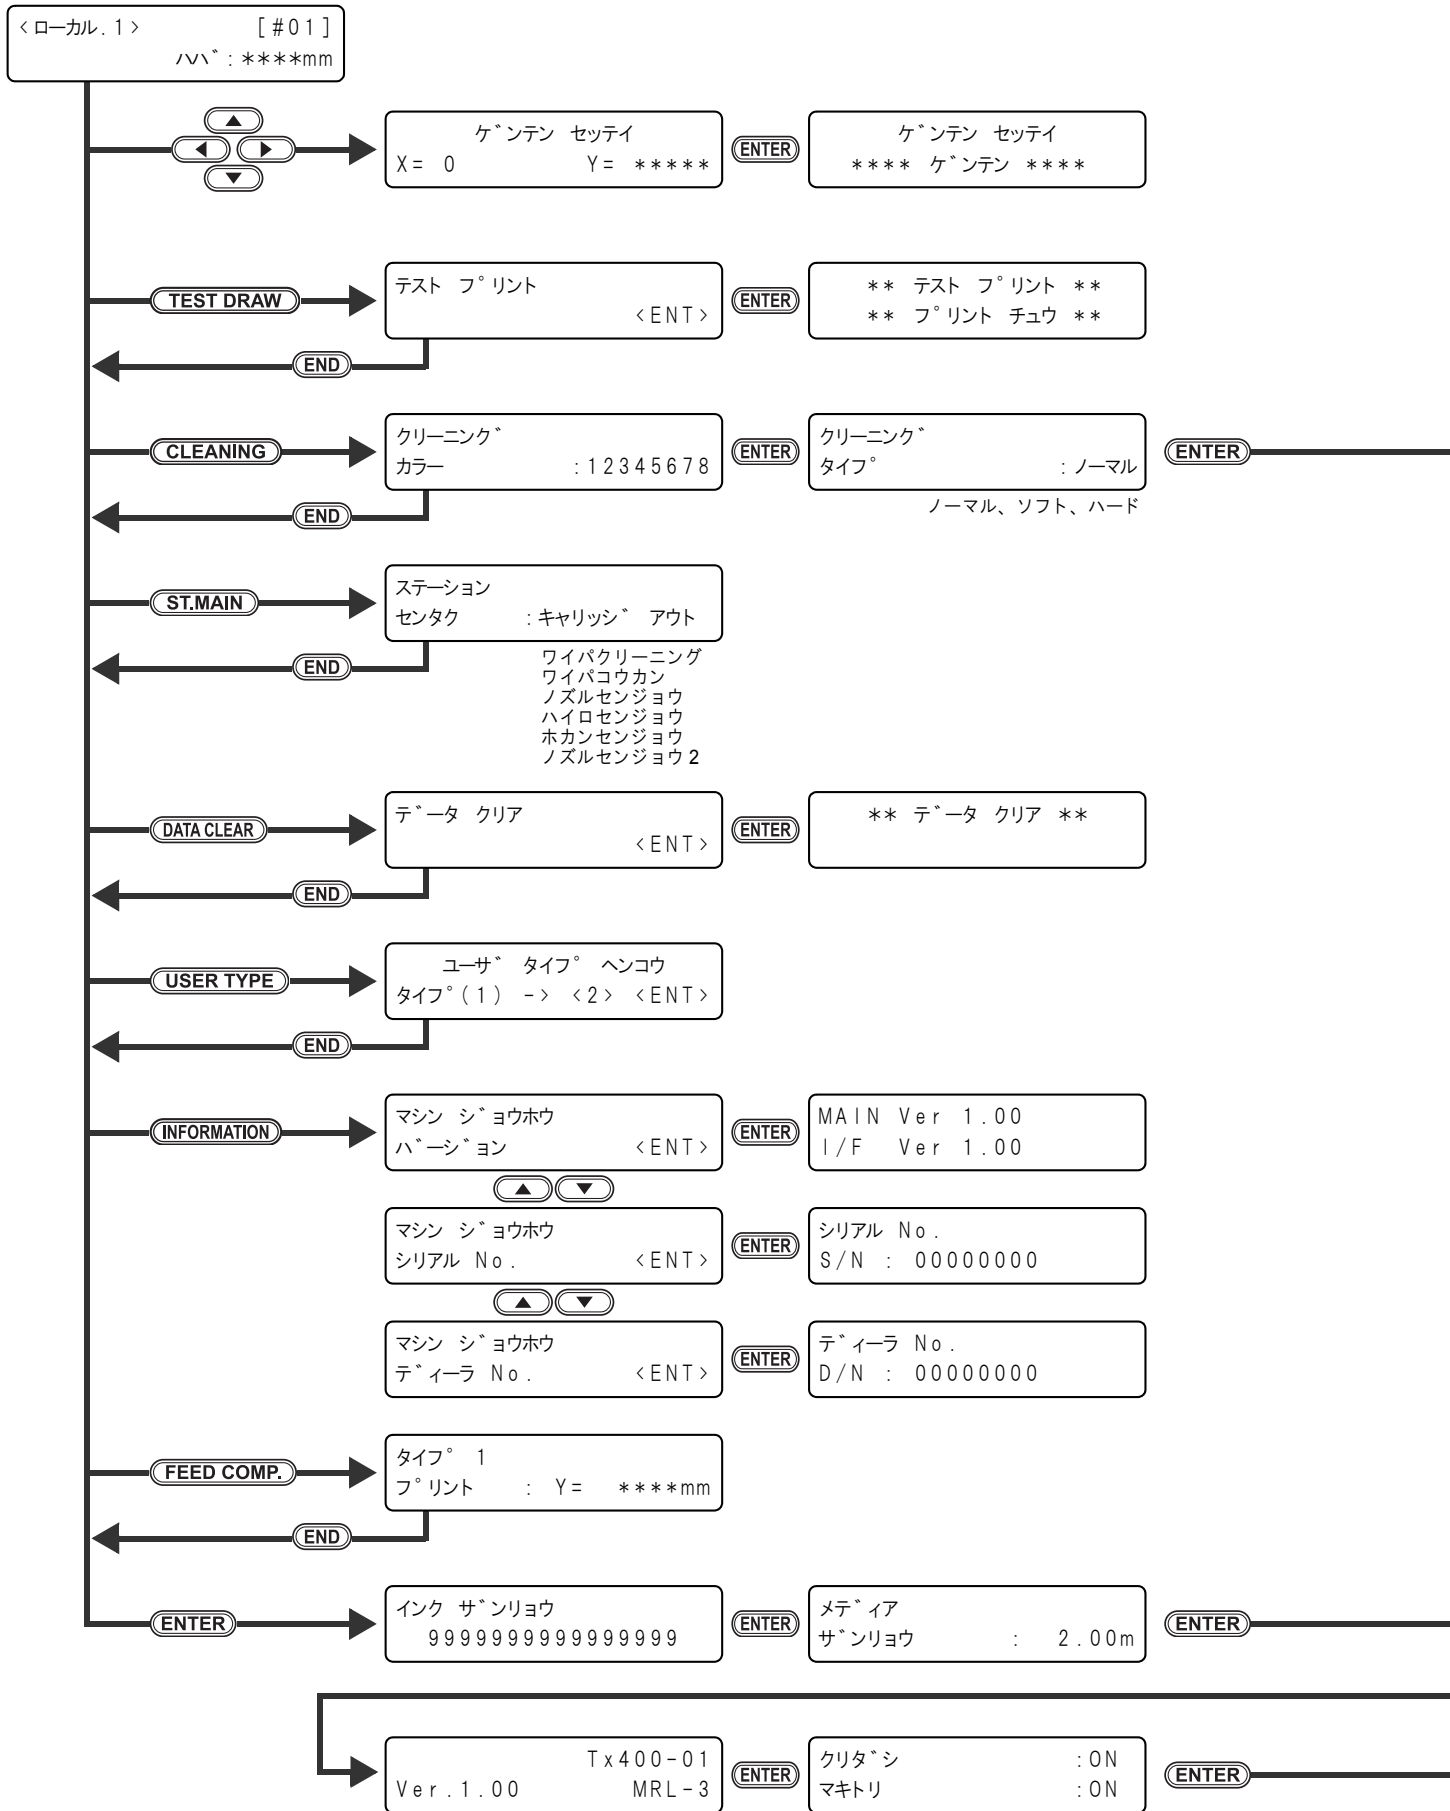 <ローカル.1> [#01]
ハバ:****mm
ゲンテン セッテイ
X= 0 Y= *****
ENTER
ゲンテン セッテイ
**** ゲンテン ****
TEST DRAW
テスト プリント
<ENT>
ENTER
** テスト プリント **
** プリント チュウ **
END
CLEANING
クリーニング
カラー :12345678
ENTER
クリーニング
タイプ :ノーマル
ENTER
ノーマル、ソフト、ハード
END
ST.MAIN
ステーション
センタク :キャリッジ アウト
END
ワイパクリーニング
ワイパコウカン
ノズルセンジョウ
ハイロセンジョウ
ホカンセンジョウ
ノズルセンジョウ2
DATA CLEAR
データ クリア
<ENT>
ENTER
** データ クリア **
END
USER TYPE
ユーザ タイプ ヘンコウ
タイプ(1) -> <2> <ENT>
END
INFORMATION
マシン ジョウホウ
バージョン <ENT>
ENTER
MAIN Ver 1.00
I/F Ver 1.00
マシン ジョウホウ
シリアル No. <ENT>
ENTER
シリアル No.
S/N : 00000000
マシン ジョウホウ
ディーラ No. <ENT>
ENTER
ディーラ No.
D/N : 00000000
FEED COMP.
タイプ 1
プリント : Y= ****mm
END
ENTER
インク ザンリョウ
9999999999999999
ENTER
メディア
ザンリョウ : 2.00m
ENTER
Tx400-01
Ver.1.00 MRL-3
ENTER
クリダシ :ON
マキトリ :ON
ENTER